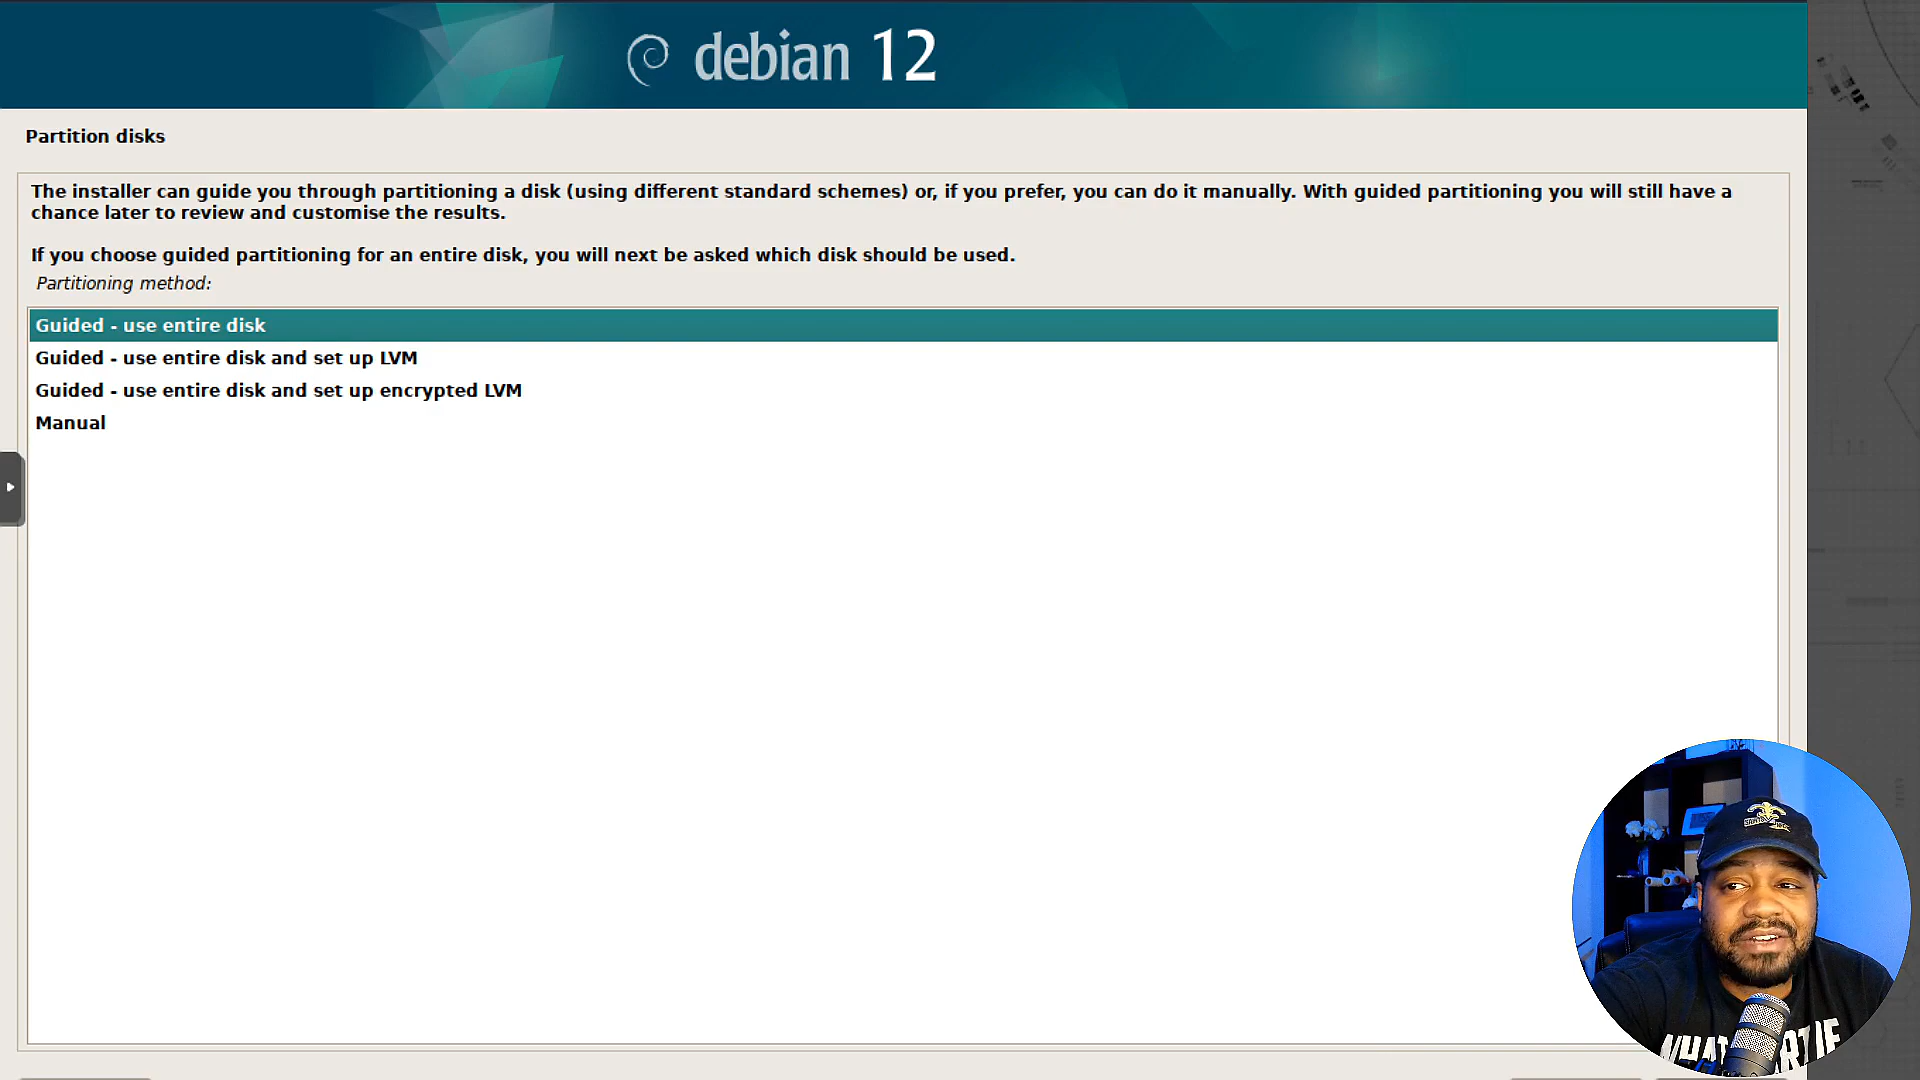 debian 12
Partition disks
The installer can guide you through partitioning a disk (using different standard schemes) or, if you prefer, you can do it manually. With guided partitioning you will still have a
chance later to review and customise the results.
If you choose guided partitioning for an entire disk, you will next be asked which disk should be used.
Partitioning method:
Guided - use entire disk
Guided - use entire disk and set up LVM
Guided - use entire disk and set up encrypted LVM
Manual